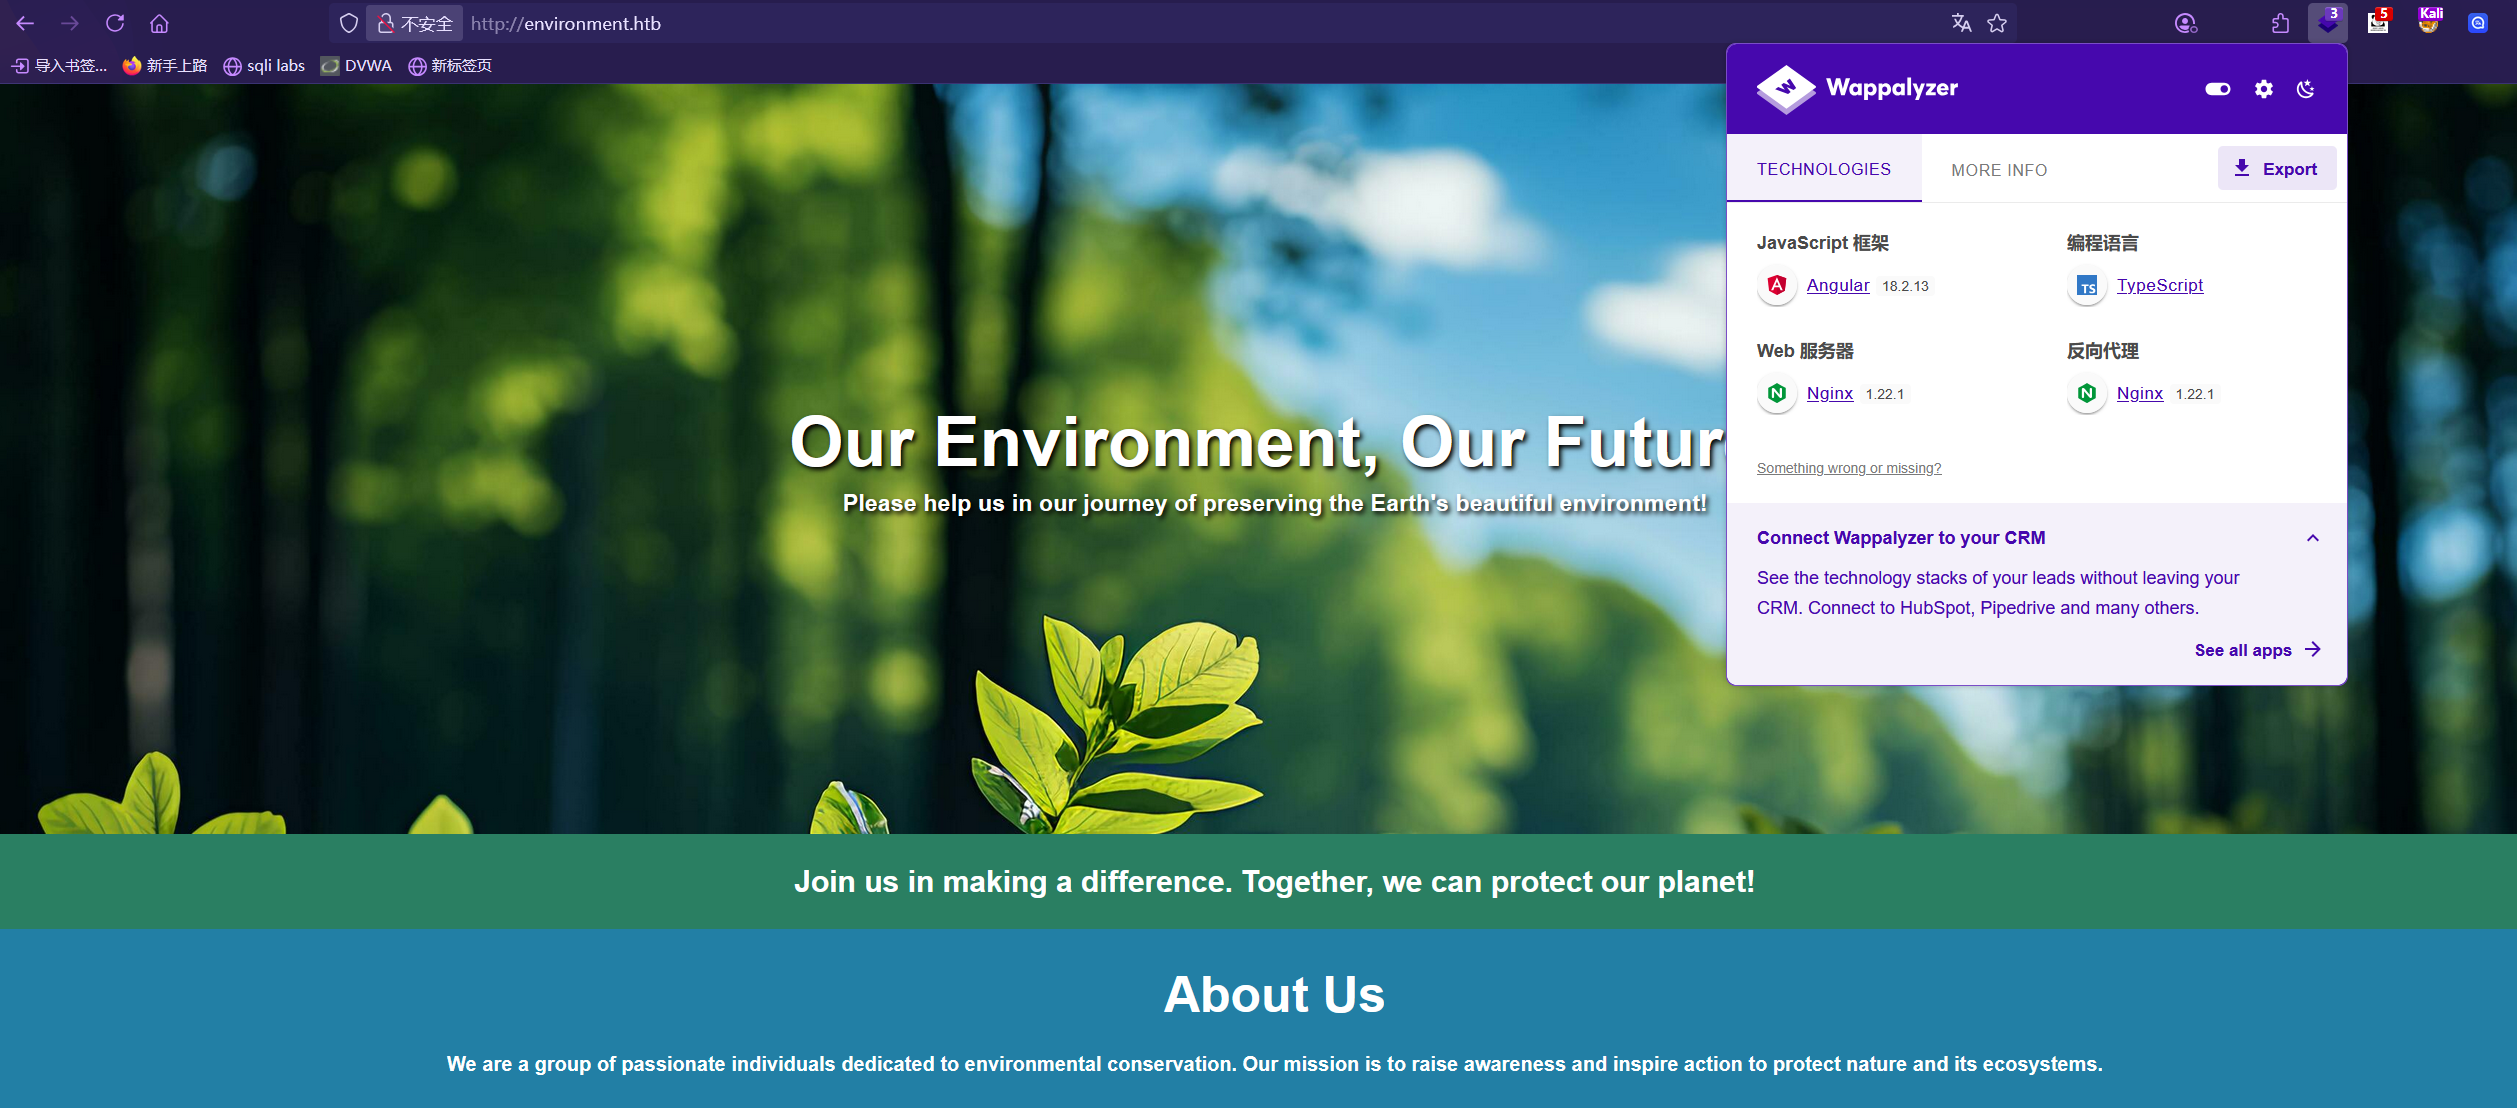 不安全
http://environment.htb
3
5
Kali
导入书签...
新手上路
sqli labs
DVWA
新标签页
Wappalyzer
TECHNOLOGIES
MORE INFO
Export
JavaScript 框架
编程语言
Angular 18.2.13
TS
TypeScript
Web 服务器
反向代理
Nginx 1.22.1
Nginx 1.22.1
Something wrong or missing?
Connect Wappalyzer to your CRM
See the technology stacks of your leads without leaving your
CRM. Connect to HubSpot, Pipedrive and many others.
See all apps
Our Environment, Our Futur
Please help us in our journey of preserving the Earth's beautiful environment!
Join us in making a difference. Together, we can protect our planet!
About Us
We are a group of passionate individuals dedicated to environmental conservation. Our mission is to raise awareness and inspire action to protect nature and its ecosystems.